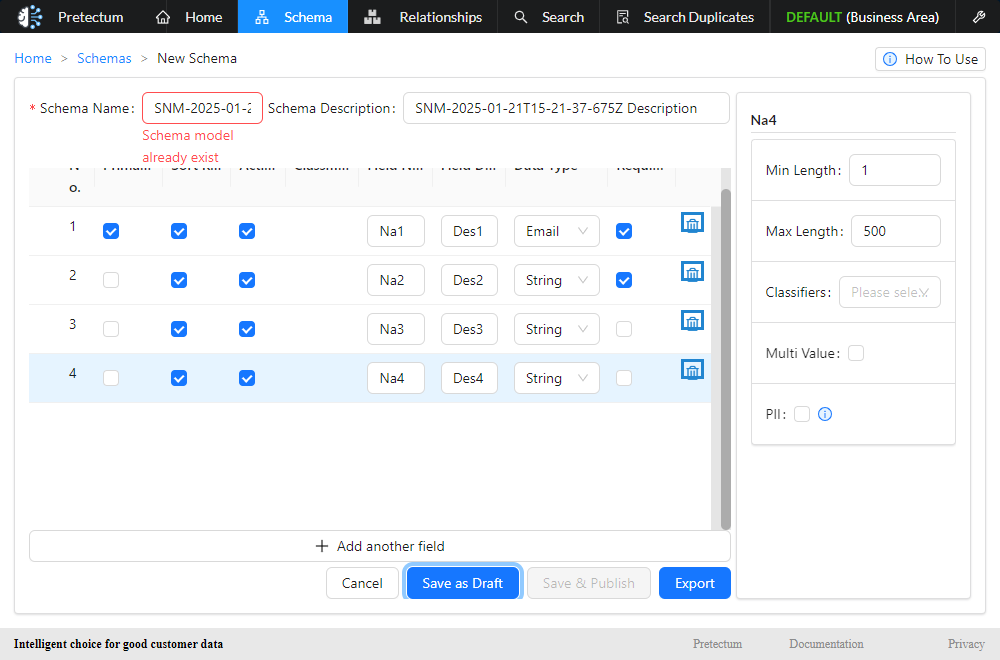 Pretectum Home Schema Relationships Search Search Duplicates DEFAULT (Business Area)
Home > Schemas > New Schema
How To Use
* Schema Name: SNM-2025-01-2 Schema Description: SNM-2025-01-21T15-21-37-675Z Description
Schema model
already exist
No. Prima... Sort K... Acti... Classifi... Field N... Field D... Data Type Requi...
1 Na1 Des1 Email
2 Na2 Des2 String
3 Na3 Des3 String
4 Na4 Des4 String
+ Add another field
Cancel Save as Draft Save & Publish Export
Na4
Min Length: 1
Max Length: 500
Classifiers: Please sele
Multi Value:
PII:
Intelligent choice for good customer data Pretectum Documentation Privacy